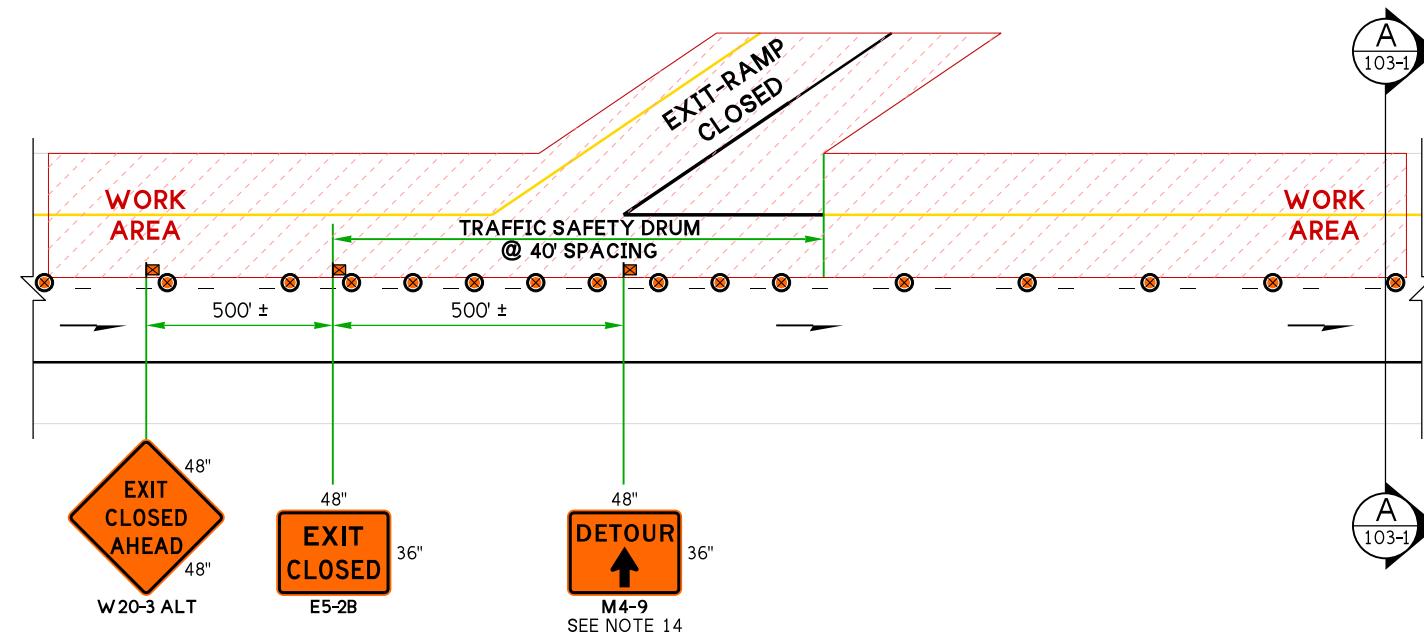 A
103-1
EXIT-RAMP
CLOSED
WORK
AREA
TRAFFIC SAFETY DRUM
@ 40' SPACING
WORK
AREA
500' ±
500' ±
EXIT
CLOSED
AHEAD
48"
48"
W20-3 ALT
48"
EXIT
CLOSED
36"
E5-2B
48"
DETOUR
36"
M4-9
SEE NOTE 14
A
103-1